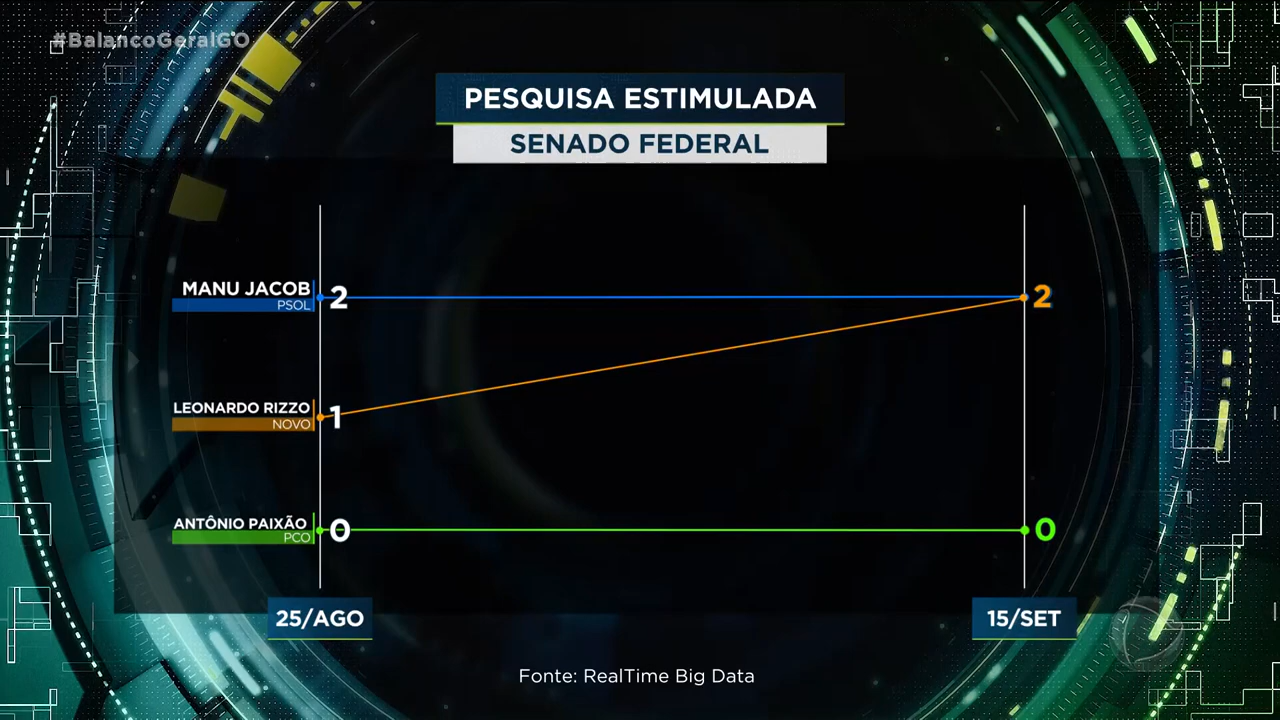 #BalancoGeralGO
PESQUISA ESTIMULADA
SENADO FEDERAL
MANU JACOB
PSOL
2
2
LEONARDO RIZZO
NOVO
1
ANTÔNIO PAIXÃO
PCO
0
0
25/AGO
15/SET
Fonte: RealTime Big Data